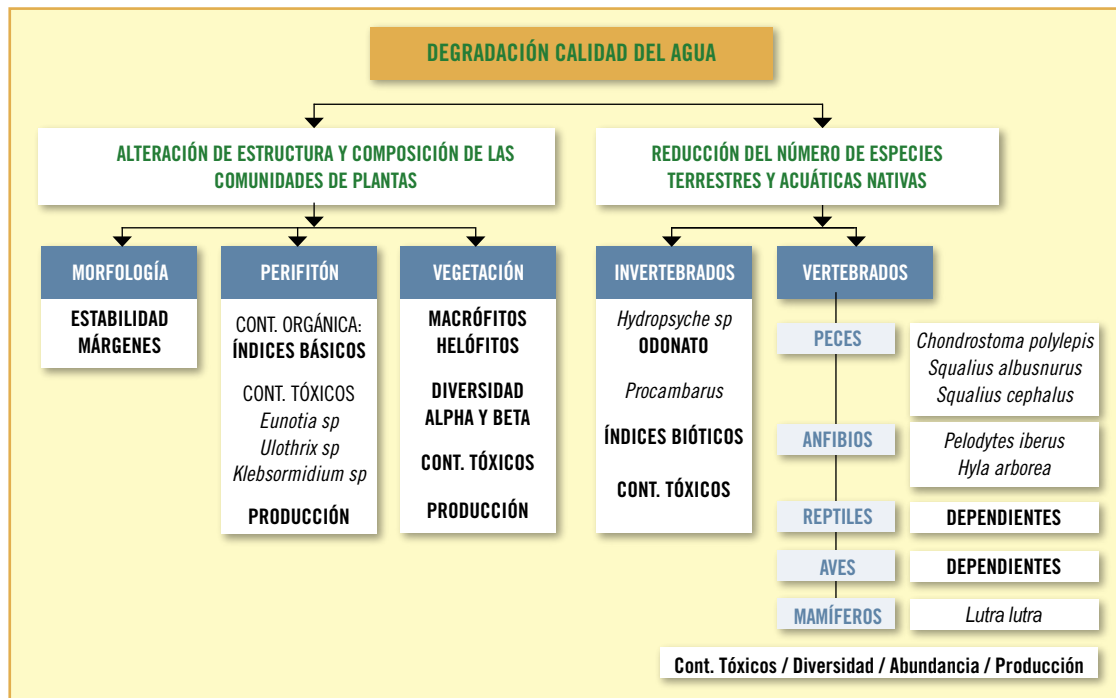 DEGRADACIÓN CALIDAD DEL AGUA
ALTERACIÓN DE ESTRUCTURA Y COMPOSICIÓN DE LAS
COMUNIDADES DE PLANTAS
REDUCCIÓN DEL NÚMERO DE ESPECIES
TERRESTRES Y ACUÁTICAS NATIVAS
MORFOLOGÍA
ESTABILIDAD
MÁRGENES
PERIFITÓN
CONT. ORGÁNICA:
ÍNDICES BÁSICOS
CONT. TÓXICOS
Eunotia sp
Ulothrix sp
Klebsormidium sp
PRODUCCIÓN
VEGETACIÓN
MACRÓFITOS
HELÓFITOS
DIVERSIDAD
ALPHA Y BETA
CONT. TÓXICOS
PRODUCCIÓN
INVERTEBRADOS
Hydropsyche sp
ODONATO
Procambarus
ÍNDICES BIÓTICOS
CONT. TÓXICOS
VERTEBRADOS
PECES
Chondrostoma polylepis
Squalius albusnurus
Squalius cephalus
ANFIBIOS
Pelodytes iberus
Hyla arborea
REPTILES
DEPENDIENTES
AVES
DEPENDIENTES
MAMÍFEROS
Lutra lutra
Cont. Tóxicos / Diversidad / Abundancia / Producción